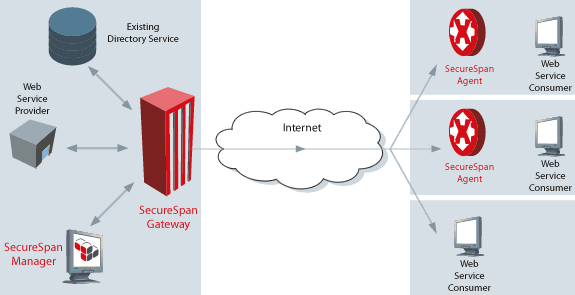 Existing
Directory Service
Web
Service
Provider
SecureSpan
Gateway
SecureSpan
Manager
Internet
SecureSpan
Agent
Web
Service
Consumer
SecureSpan
Agent
Web
Service
Consumer
Web
Service
Consumer